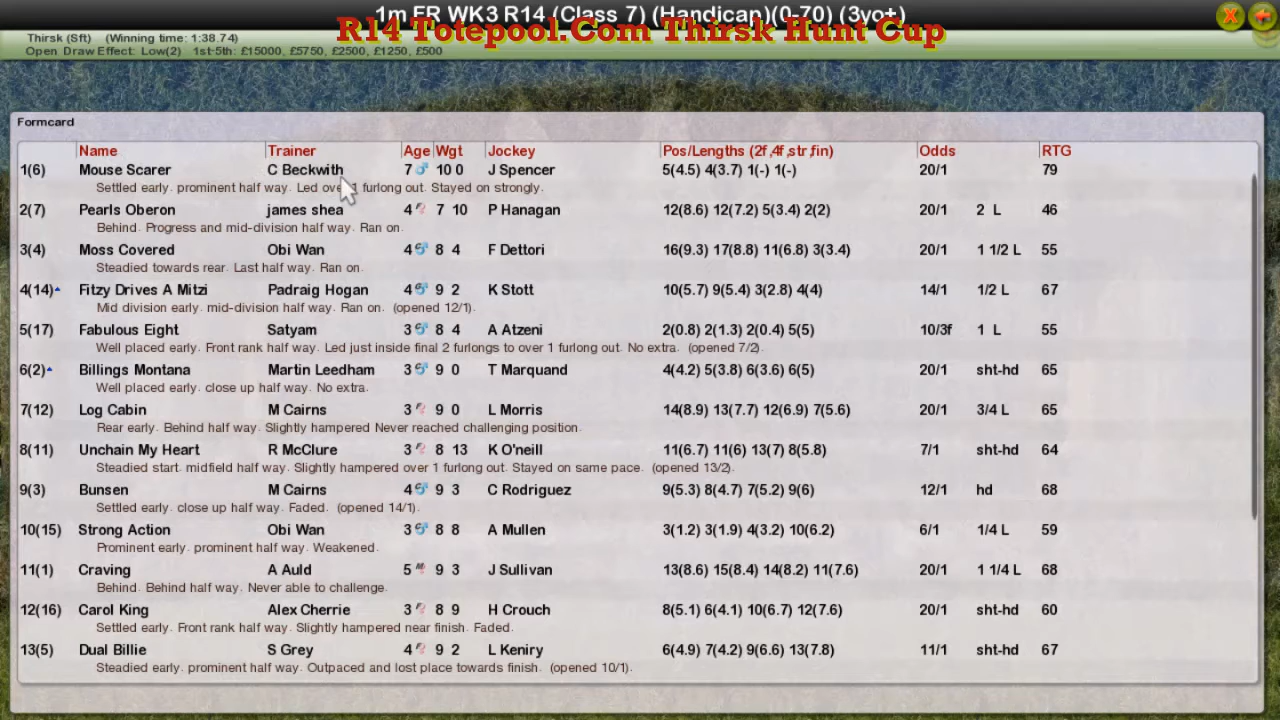 1m FR WK3 R14 (Class 7) (Handicap)(0-70) (3yo+)
R14 Totepool.Com Thirsk Hunt Cup
Thirsk (Sft) (Winning time: 1:38.74)
Open Draw Effect: Low(2) 1st-5th: £15000, £5750, £2500, £1250, £500
Formcard
Name Trainer Age Wgt Jockey Pos/Lengths (2f,4f,str,fin) Odds RTG
1(6) Mouse Scarer C Beckwith 7 10 0 J Spencer 5(4.5) 4(3.7) 1(-) 1(-) 20/1 79
Settled early. prominent half way. Led over 1 furlong out. Stayed on strongly.
2(7) Pearls Oberon james shea 4 7 10 P Hanagan 12(8.6) 12(7.2) 5(3.4) 2(2) 20/1 2 L 46
Behind. Progress and mid-division half way. Ran on.
3(4) Moss Covered Obi Wan 4 8 4 F Dettori 16(9.3) 17(8.8) 11(6.8) 3(3.4) 20/1 1 1/2 L 55
Steadied towards rear. Last half way. Ran on.
4(14) Fitzy Drives A Mitzi Padraig Hogan 4 9 2 K Stott 10(5.7) 9(5.4) 3(2.8) 4(4) 14/1 1/2 L 67
Mid division early. mid-division half way. Ran on. (opened 12/1).
5(17) Fabulous Eight Satyam 3 8 4 A Atzeni 2(0.8) 2(1.3) 2(0.4) 5(5) 10/3f 1 L 55
Well placed early. Front rank half way. Led just inside final 2 furlongs to over 1 furlong out. No extra. (opened 7/2).
6(2) Billings Montana Martin Leedham 3 9 0 T Marquand 4(4.2) 5(3.8) 6(3.6) 6(5) 20/1 sht-hd 65
Well placed early. close up half way. No extra.
7(12) Log Cabin M Cairns 3 9 0 L Morris 14(8.9) 13(7.7) 12(6.9) 7(5.6) 20/1 3/4 L 65
Rear early. Behind half way. Slightly hampered Never reached challenging position.
8(11) Unchain My Heart R McClure 3 8 13 K O'neill 11(6.7) 11(6) 13(7) 8(5.8) 7/1 sht-hd 64
Steadied start. midfield half way. Slightly hampered over 1 furlong out. Stayed on same pace. (opened 13/2).
9(3) Bunsen M Cairns 4 9 3 C Rodriguez 9(5.3) 8(4.7) 7(5.2) 9(6) 12/1 hd 68
Settled early. close up half way. Faded. (opened 14/1).
10(15) Strong Action Obi Wan 3 8 8 A Mullen 3(1.2) 3(1.9) 4(3.2) 10(6.2) 6/1 1/4 L 59
Prominent early. prominent half way. Weakened.
11(1) Craving A Auld 5 9 3 J Sullivan 13(8.6) 15(8.4) 14(8.2) 11(7.6) 20/1 1 1/4 L 68
Behind. Behind half way. Never able to challenge.
12(16) Carol King Alex Cherrie 3 8 9 H Crouch 8(5.1) 6(4.1) 10(6.7) 12(7.6) 20/1 sht-hd 60
Settled early. Front rank half way. Slightly hampered near finish. Faded.
13(5) Dual Billie S Grey 4 9 2 L Keniry 6(4.9) 7(4.2) 9(6.6) 13(7.8) 11/1 sht-hd 67
Steadied early. prominent half way. Outpaced and lost place towards finish. (opened 10/1).